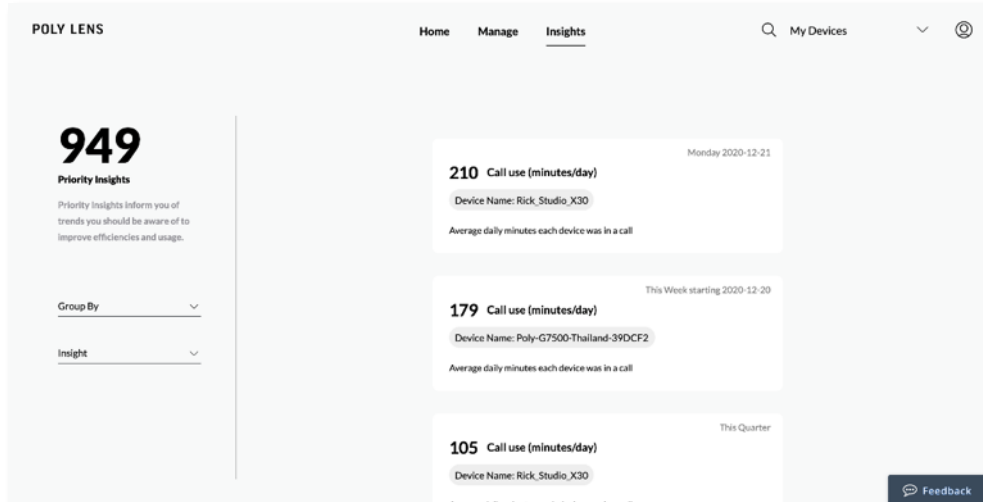 POLY LENS
Home Manage Insights
My Devices
949
Priority Insights
Priority Insights inform you of
trends you should be aware of to
improve efficiencies and usage.
Group By
Insight
Monday 2020-12-21
210 Call use (minutes/day)
Device Name: Rick_Studio_X30
Average daily minutes each device was in a call
This Week starting 2020-12-20
179 Call use (minutes/day)
Device Name: Poly-G7500-Thailand-39DCF2
Average daily minutes each device was in a call
This Quarter
105 Call use (minutes/day)
Device Name: Rick_Studio_X30
Feedback